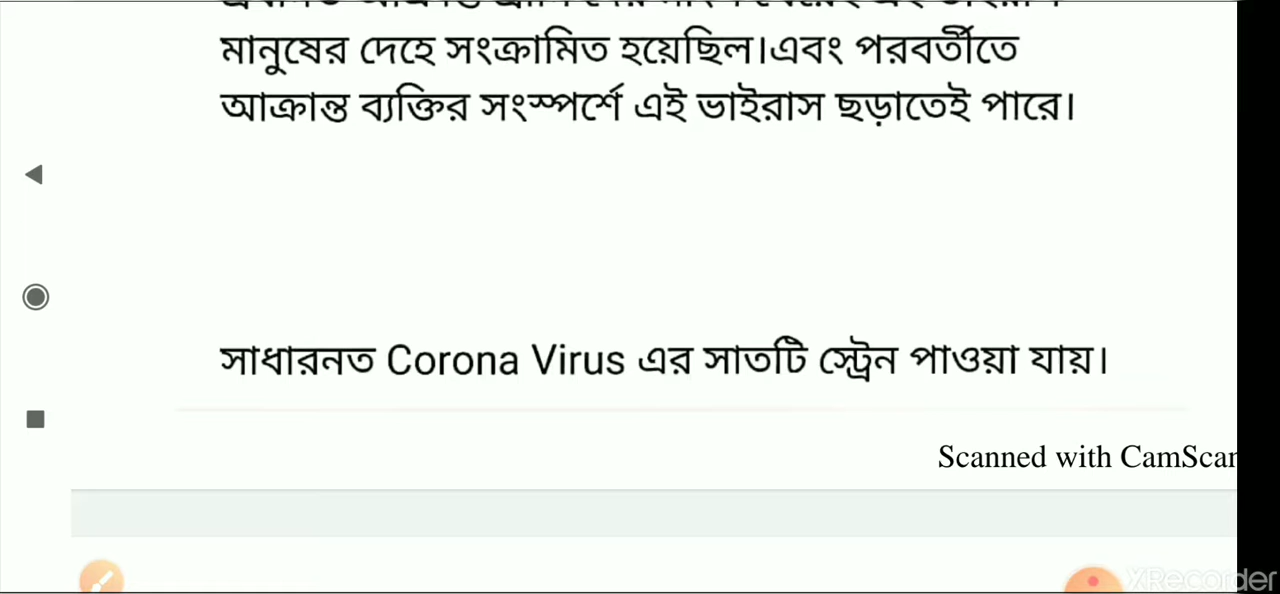 মানুষের দেহে সংক্রামিত হয়েছিল।এবং পরবর্তীতে
আক্রান্ত ব্যক্তির সংস্পর্শে এই ভাইরাস ছড়াতেই পারে।
সাধারনত Corona Virus এর সাতটি স্ট্রেন পাওয়া যায়।
Scanned with CamScan
XRecorder